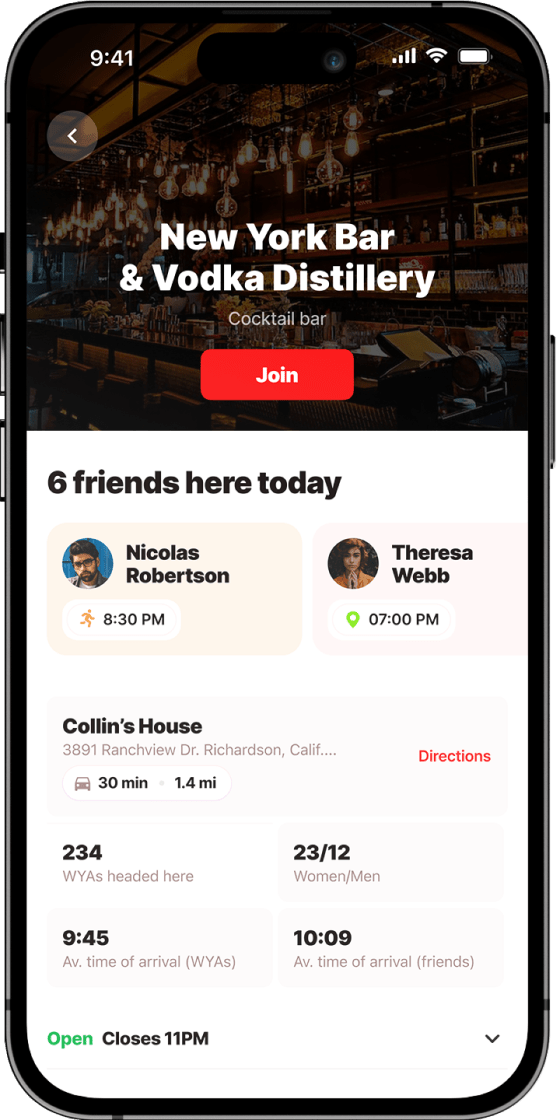 9:41
New York Bar
& Vodka Distillery
Cocktail bar
Join
6 friends here today
Nicolas
Robertson
8:30 PM
Theresa
Webb
07:00 PM
Collin's House
3891 Ranchview Dr. Richardson, Calif....
Directions
30 min 1.4 mi
234
WYAs headed here
23/12
Women/Men
9:45
Av. time of arrival (WYAs)
10:09
Av. time of arrival (friends)
Open Closes 11PM